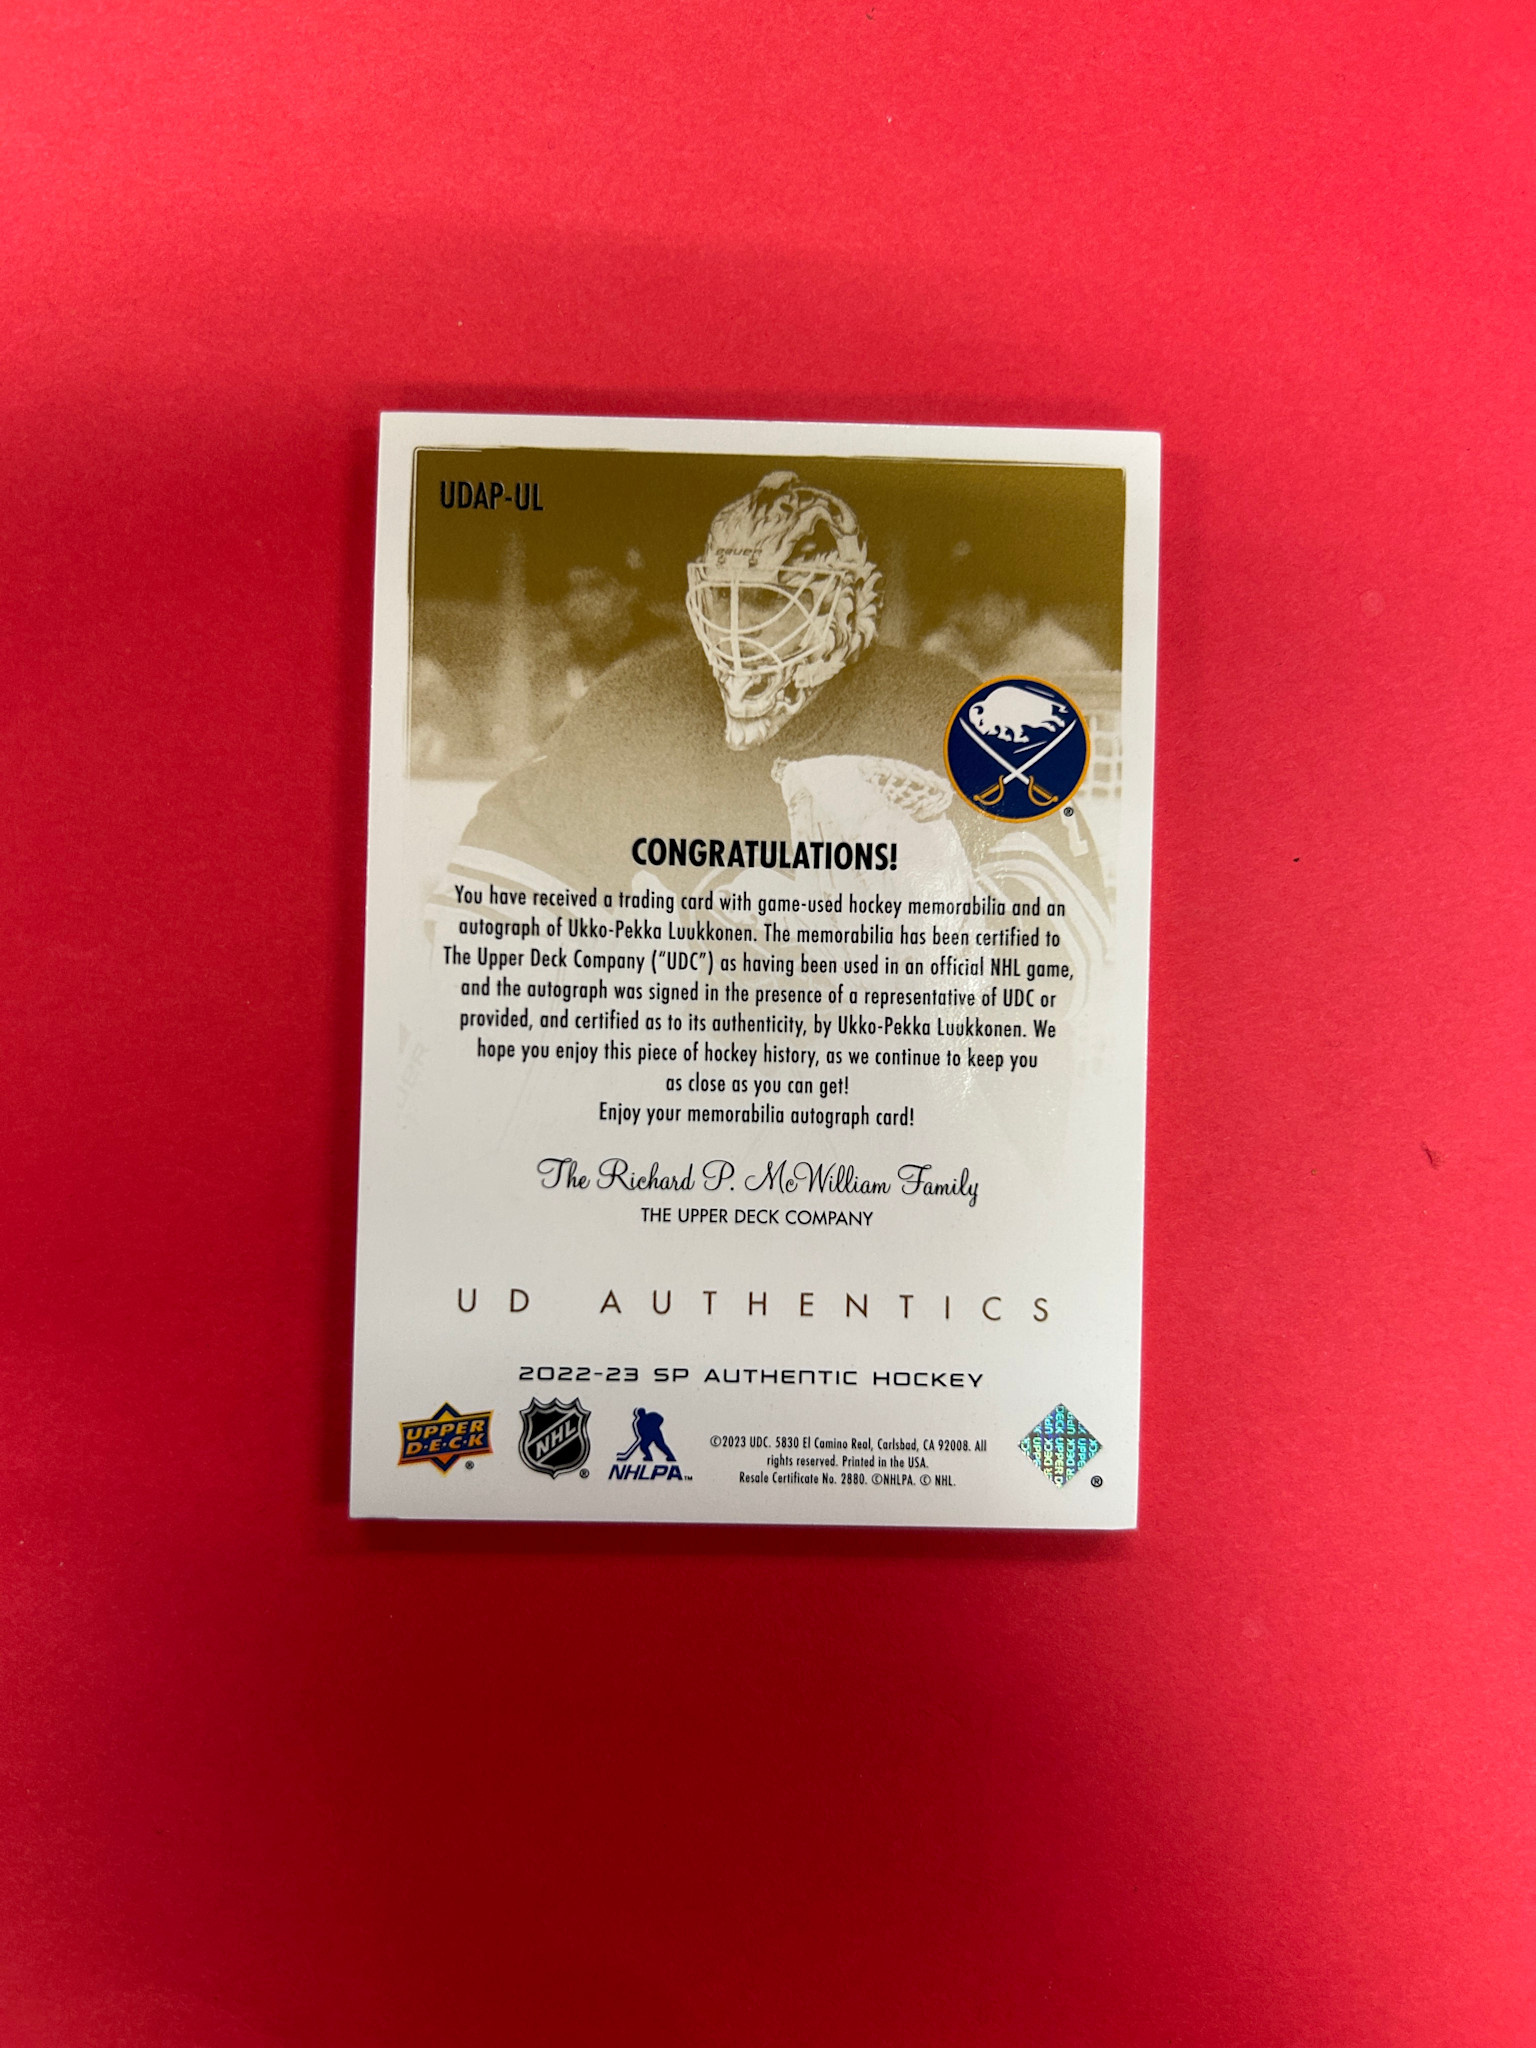 UDAP-UL
BAUER
CONGRATULATIONS!
You have received a trading card with game-used hockey memorabilia and an
autograph of Ukko-Pekka Luukkonen. The memorabilia has been certified to
The Upper Deck Company (“UDC”) as having been used in an official NHL game,
and the autograph was signed in the presence of a representative of UDC or
provided, and certified as to its authenticity, by Ukko-Pekka Luukkonen. We
hope you enjoy this piece of hockey history, as we continue to keep you
as close as you can get!
Enjoy your memorabilia autograph card!
The Richard P. McWilliam Family
THE UPPER DECK COMPANY
UD AUTHENTICS
2022-23 SP AUTHENTIC HOCKEY
UPPER
D•E•C•K ®
NHL ®
NHLPA™
©2023 UDC. 5830 El Camino Real, Carlsbad, CA 92008. All
rights reserved. Printed in the USA.
Resale Certificate No. 2880. ©NHLPA. © NHL.
®